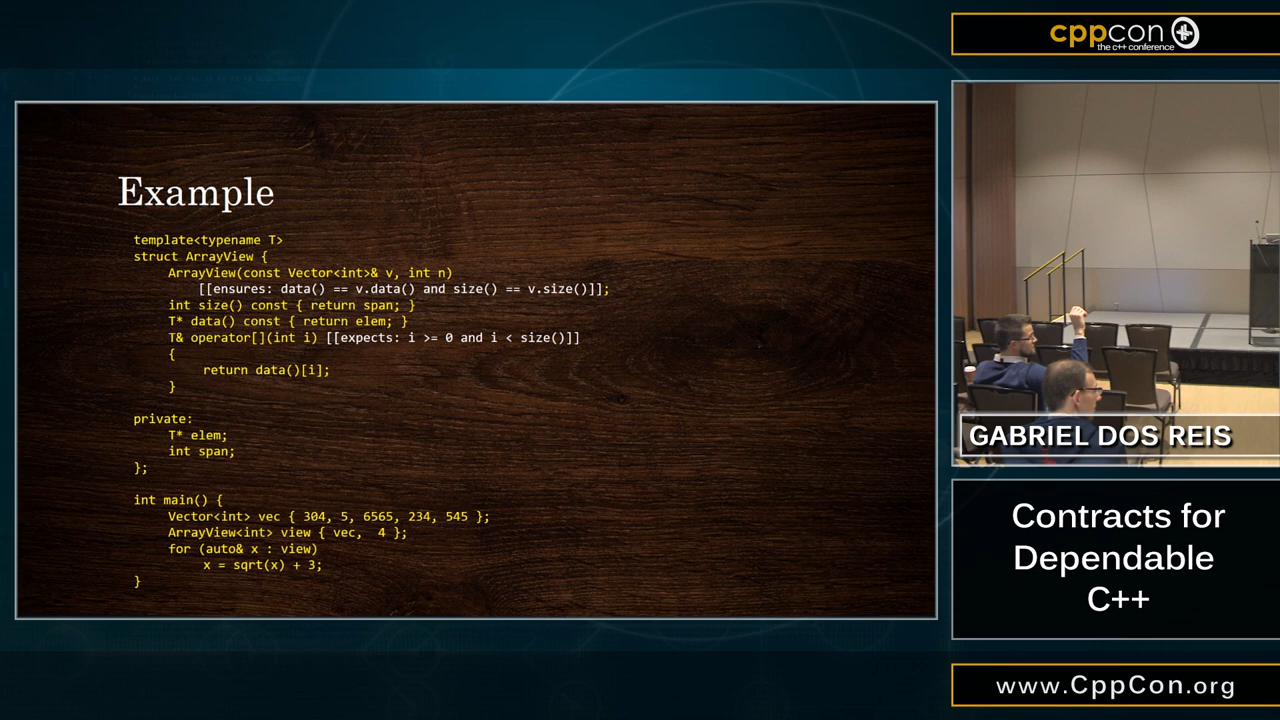 Example
template<typename T>
struct ArrayView {
ArrayView(const Vector<int>& v, int n)
[[ensures: data() == v.data() and size() == v.size()]];
int size() const { return span; }
T* data() const { return elem; }
T& operator[](int i) [[expects: i >= 0 and i < size()]]
{
return data()[i];
}
private:
T* elem;
int span;
};
int main() {
Vector<int> vec { 304, 5, 6565, 234, 545 };
ArrayView<int> view { vec, 4 };
for (auto& x : view)
x = sqrt(x) + 3;
}
cppcon
the c++ conference
GABRIEL DOS REIS
Contracts for
Dependable
C++
www.CppCon.org